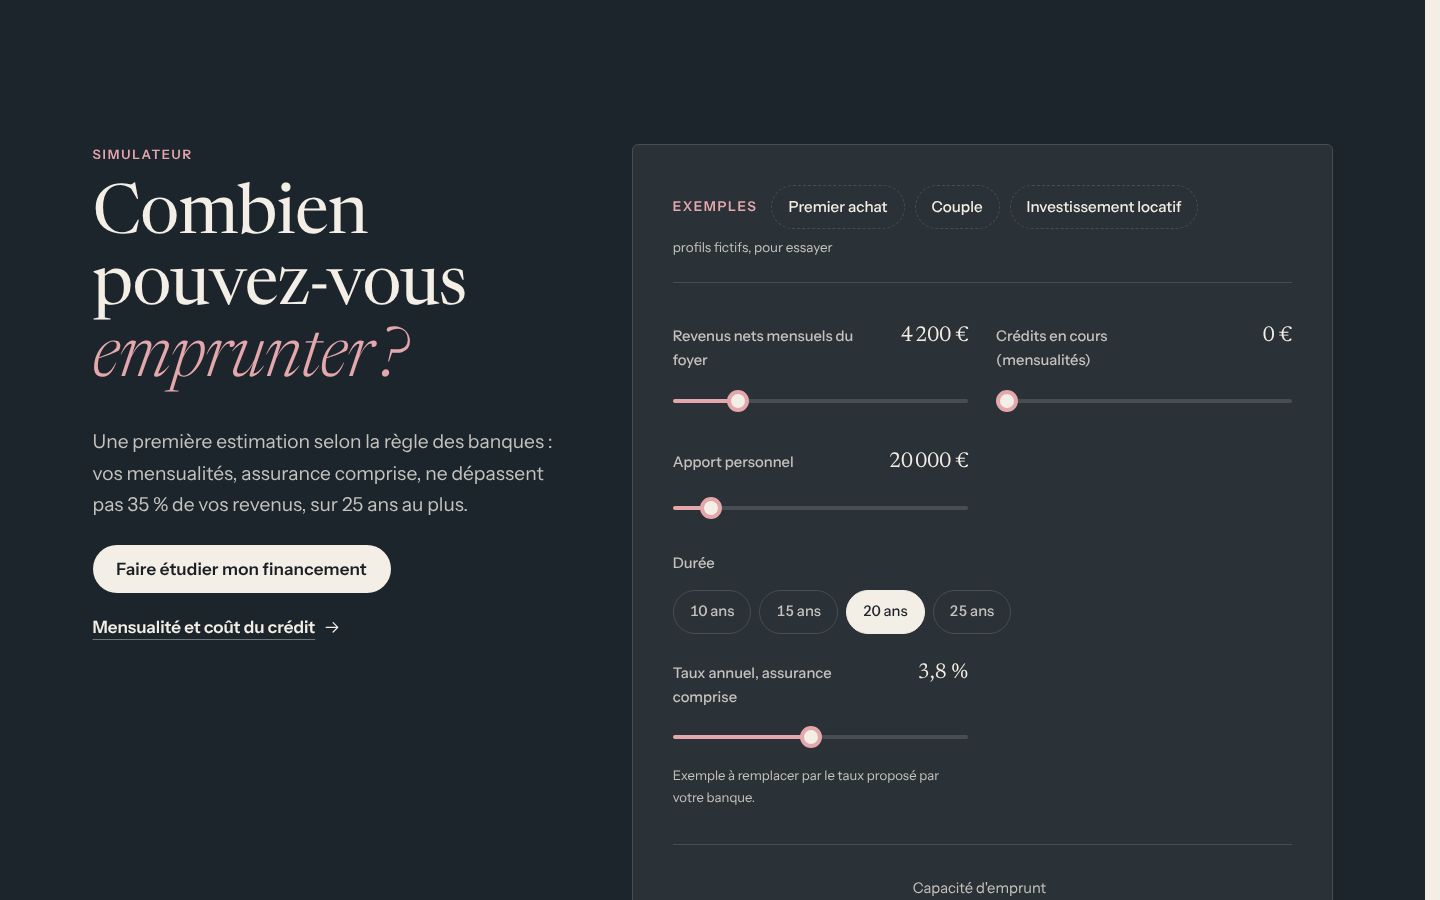 SIMULATEUR
Combien
pouvez-vous
emprunter ?
Une première estimation selon la règle des banques :
vos mensualités, assurance comprise, ne dépassent
pas 35 % de vos revenus, sur 25 ans au plus.
Faire étudier mon financement
Mensualité et coût du crédit →
EXEMPLES Premier achat Couple Investissement locatif
profils fictifs, pour essayer
Revenus nets mensuels du
foyer
4 200 €
Crédits en cours
(mensualités)
0 €
Apport personnel
20 000 €
Durée
10 ans 15 ans 20 ans 25 ans
Taux annuel, assurance
comprise
3,8 %
Exemple à remplacer par le taux proposé par
votre banque.
Capacité d'emprunt